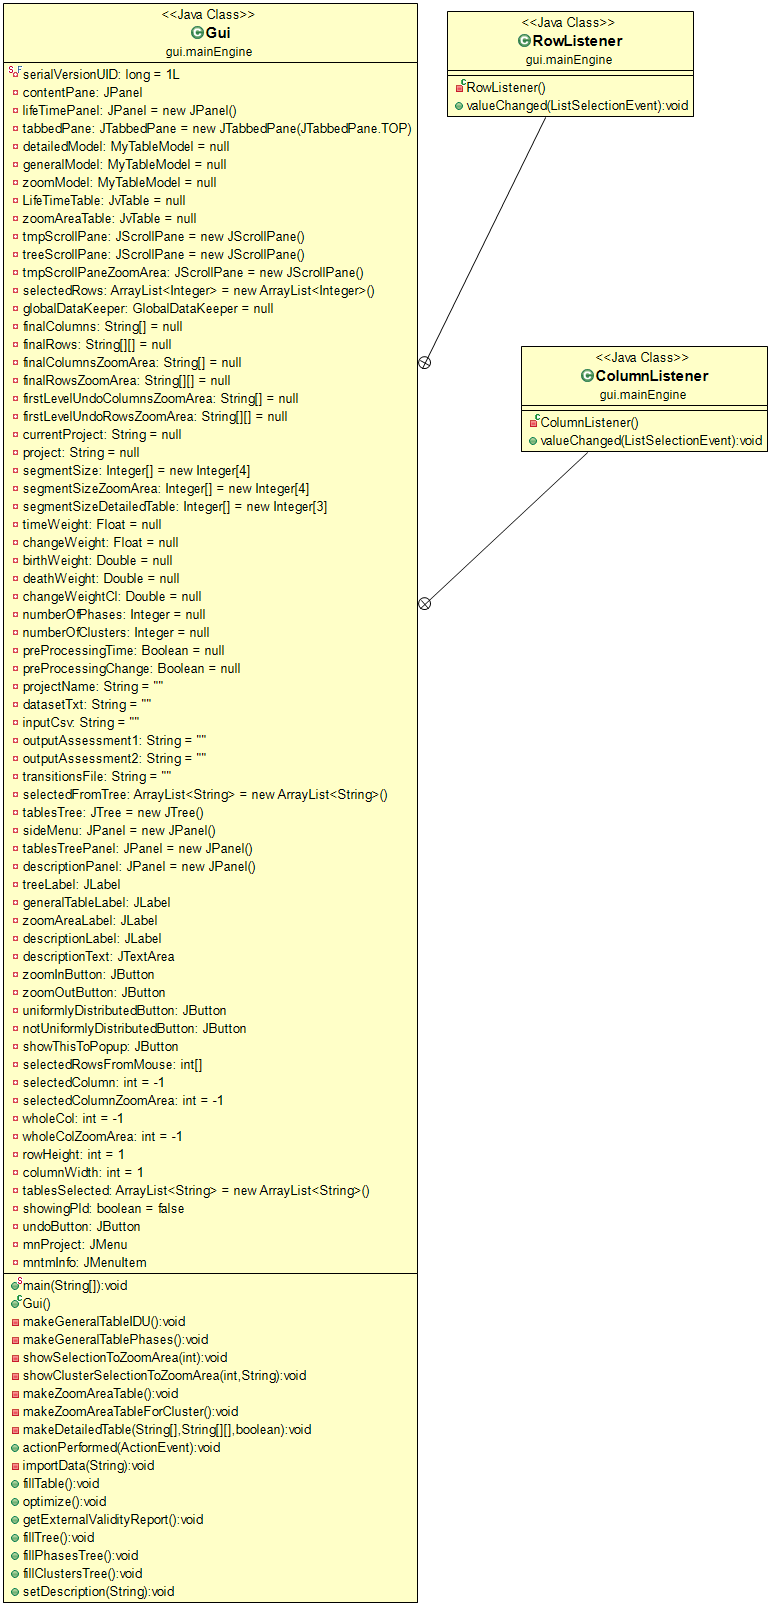 <<Java Class>>
Gui
gui.mainEngine
serialVersionUID: long = 1L
contentPane: JPanel
lifeTimePanel: JPanel = new JPanel()
tabbedPane: JTabbedPane = new JTabbedPane(JTabbedPane.TOP)
detailedModel: MyTableModel = null
generalModel: MyTableModel = null
zoomModel: MyTableModel = null
LifeTimeTable: JvTable = null
zoomAreaTable: JvTable = null
tmpScrollPane: JScrollPane = new JScrollPane()
treeScrollPane: JScrollPane = new JScrollPane()
tmpScrollPaneZoomArea: JScrollPane = new JScrollPane()
selectedRows: ArrayList<Integer> = new ArrayList<Integer>()
globalDataKeeper: GlobalDataKeeper = null
finalColumns: String[] = null
finalRows: String[][] = null
finalColumnsZoomArea: String[] = null
finalRowsZoomArea: String[][] = null
firstLevelUndoColumnsZoomArea: String[] = null
firstLevelUndoRowsZoomArea: String[][] = null
currentProject: String = null
project: String = null
segmentSize: Integer[] = new Integer[4]
segmentSizeZoomArea: Integer[] = new Integer[4]
segmentSizeDetailedTable: Integer[] = new Integer[3]
timeWeight: Float = null
changeWeight: Float = null
birthWeight: Double = null
deathWeight: Double = null
changeWeightCl: Double = null
numberOfPhases: Integer = null
numberOfClusters: Integer = null
preProcessingTime: Boolean = null
preProcessingChange: Boolean = null
projectName: String = ""
datasetTxt: String = ""
inputCsv: String = ""
outputAssessment1: String = ""
outputAssessment2: String = ""
transitionsFile: String = ""
selectedFromTree: ArrayList<String> = new ArrayList<String>()
tablesTree: JTree = new JTree()
sideMenu: JPanel = new JPanel()
tablesTreePanel: JPanel = new JPanel()
descriptionPanel: JPanel = new JPanel()
treeLabel: JLabel
generalTableLabel: JLabel
zoomAreaLabel: JLabel
descriptionLabel: JLabel
descriptionText: JTextArea
zoomInButton: JButton
zoomOutButton: JButton
uniformlyDistributedButton: JButton
notUniformlyDistributedButton: JButton
showThisToPopup: JButton
selectedRowsFromMouse: int[]
selectedColumn: int = -1
selectedColumnZoomArea: int = -1
wholeCol: int = -1
wholeColZoomArea: int = -1
rowHeight: int = 1
columnWidth: int = 1
tablesSelected: ArrayList<String> = new ArrayList<String>()
showingPld: boolean = false
undoButton: JButton
mnProject: JMenu
mntmInfo: JMenuItem
main(String[]):void
Gui()
makeGeneralTableIDU():void
makeGeneralTablePhases():void
showSelectionToZoomArea(int):void
showClusterSelectionToZoomArea(int,String):void
makeZoomAreaTable():void
makeZoomAreaTableForCluster():void
makeDetailedTable(String[],String[][],boolean):void
actionPerformed(ActionEvent):void
importData(String):void
fillTable():void
optimize():void
getExternalValidityReport():void
fillTree():void
fillPhasesTree():void
fillClustersTree():void
setDescription(String):void
<<Java Class>>
RowListener
gui.mainEngine
RowListener()
valueChanged(ListSelectionEvent):void
<<Java Class>>
ColumnListener
gui.mainEngine
ColumnListener()
valueChanged(ListSelectionEvent):void